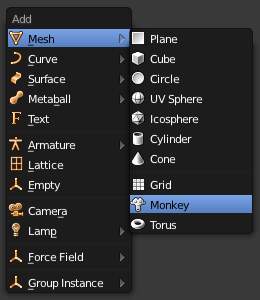 Add
Mesh
Curve
Surface
Metaball
Text
Armature
Lattice
Empty
Camera
Lamp
Force Field
Group Instance
Plane
Cube
Circle
UV Sphere
Icosphere
Cylinder
Cone
Grid
Monkey
Torus